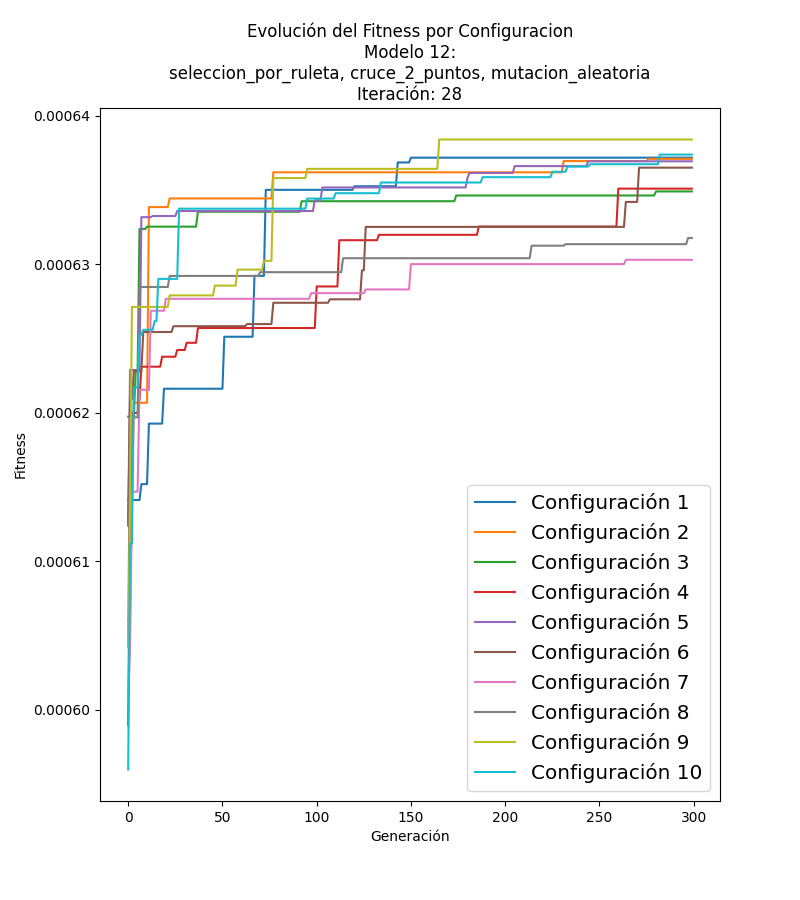 Evolución del Fitness por Configuracion
Modelo 12:
seleccion_por_ruleta, cruce_2_puntos, mutacion_aleatoria
Iteración: 28
0.00064
0.00063
0.00062
0.00061
0.00060
Fitness
Configuración 1
Configuración 2
Configuración 3
Configuración 4
Configuración 5
Configuración 6
Configuración 7
Configuración 8
Configuración 9
Configuración 10
0 50 100 150 200 250 300
Generación